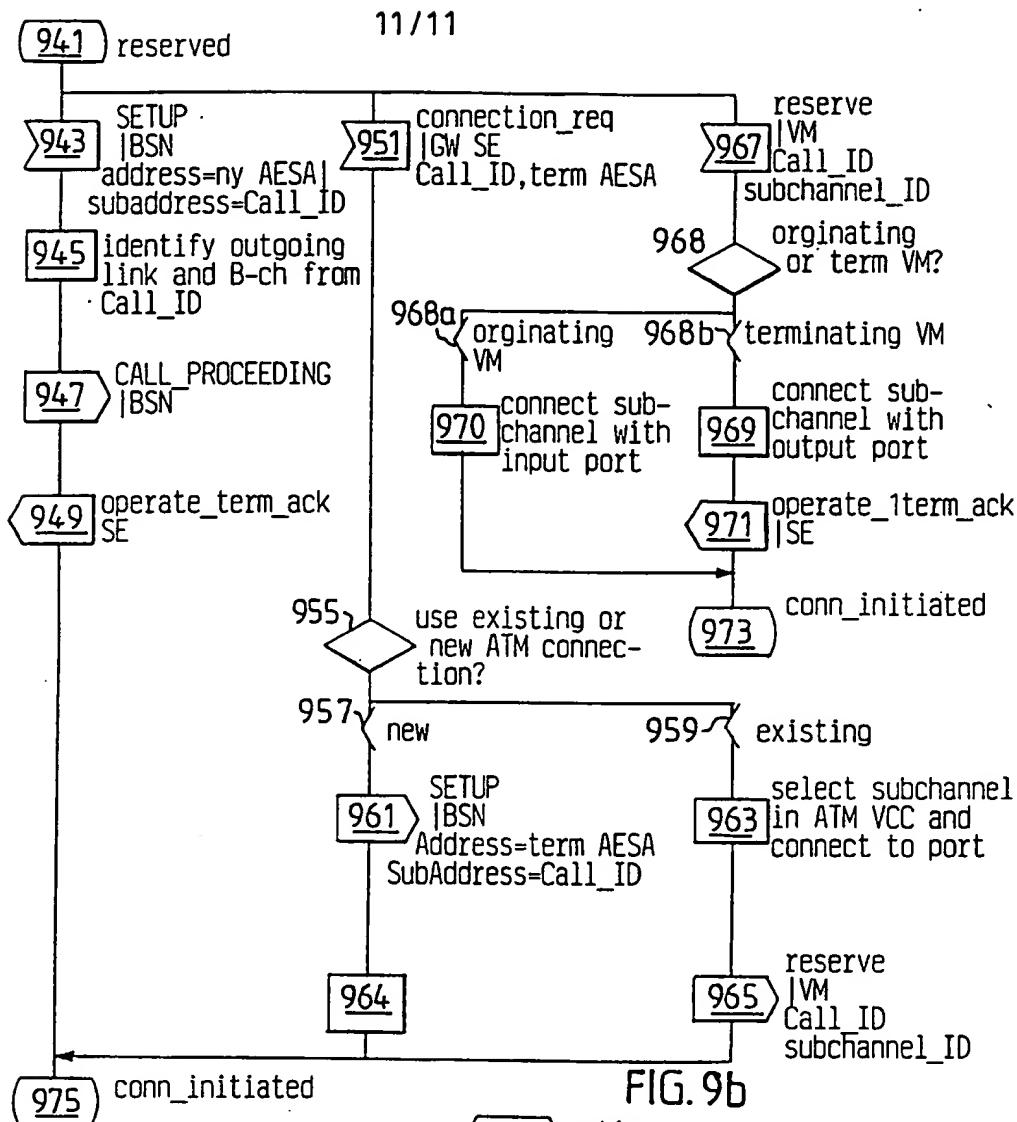 11/11
941 reserved
943 SETUP
|BSN
address=ny AESA|
subaddress=Call_ID
951 connection_req
|GW SE
Call_ID,term AESA
967 reserve
|VM
Call_ID
subchannel_ID
945 identify outgoing
link and B-ch from
Call_ID
968 orginating
or term VM?
968a orginating
VM
968b terminating VM
947 CALL_PROCEEDING
|BSN
970 connect sub-
channel with
input port
969 connect sub-
channel with
output port
949 operate_term_ack
SE
971 operate_1term_ack
|SE
973 conn_initiated
955 use existing or
new ATM connec-
tion?
957 new
959 existing
961 SETUP
|BSN
Address=term AESA
SubAddress=Call_ID
963 select subchannel
in ATM VCC and
connect to port
964
965 reserve
|VM
Call_ID
subchannel_ID
975 conn_initiated
FIG. 9b